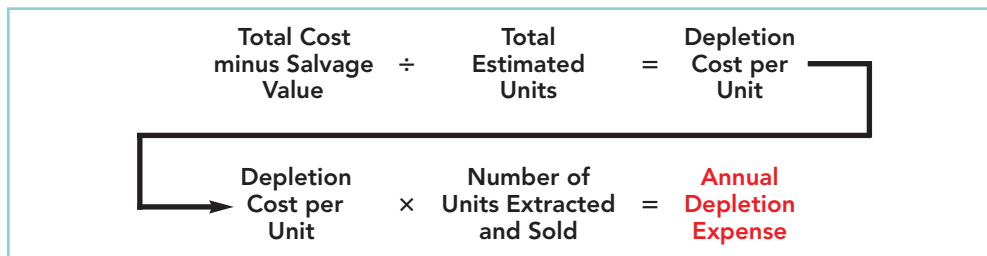 Total Cost Total Depletion
minus Salvage ÷ Estimated = Cost per
Value Units Unit
Depletion Number of Annual
Cost per × Units Extracted = Depletion
Unit and Sold Expense